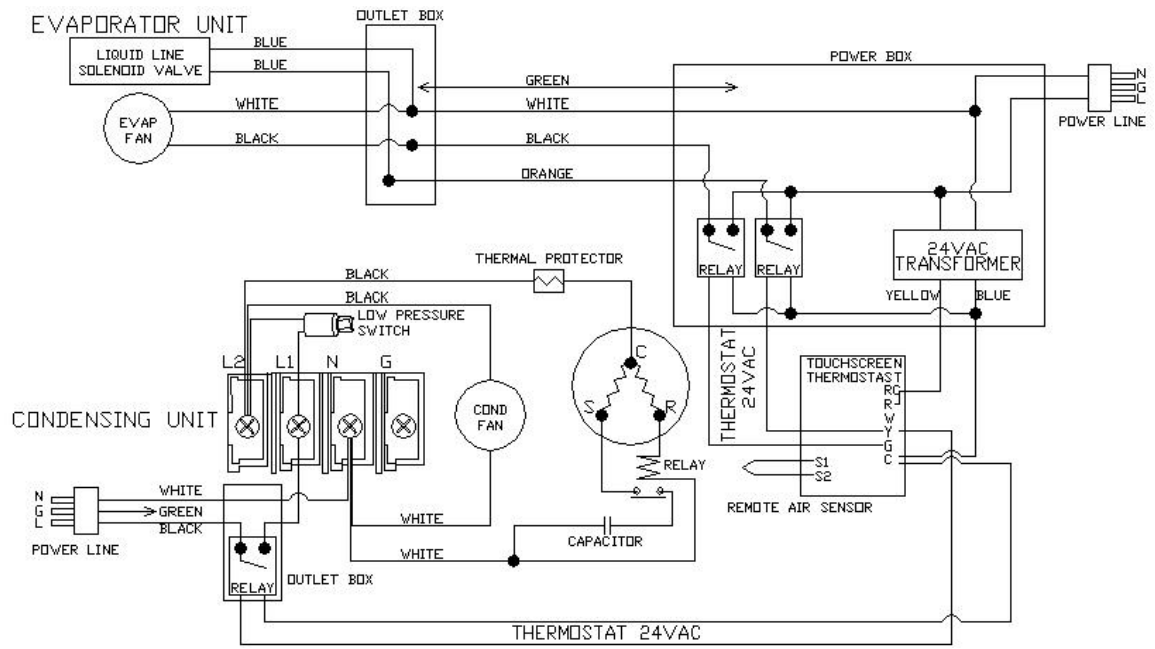 EVAPORATOR UNIT
OUTLET BOX
LIQUID LINE
SOLENOID VALVE
BLUE
BLUE
POWER BOX
GREEN
WHITE
WHITE
N
G
L
POWER LINE
EVAP
FAN
BLACK
BLACK
ORANGE
RELAY
RELAY
24VAC
TRANSFORMER
YELLOW
BLUE
THERMAL PROTECTOR
BLACK
BLACK
LOW PRESSURE
SWITCH
THERMOSTAT
24VAC
TOUCHSCREEN
THERMOSTAST
RC
R
W
Y
G
C
S1
S2
REMOTE AIR SENSOR
L2
L1
N
G
CONDENSING UNIT
COND
FAN
C
S
R
RELAY
WHITE
N
G
L
GREEN
BLACK
POWER LINE
WHITE
CAPACITOR
WHITE
RELAY
OUTLET BOX
THERMOSTAT 24VAC